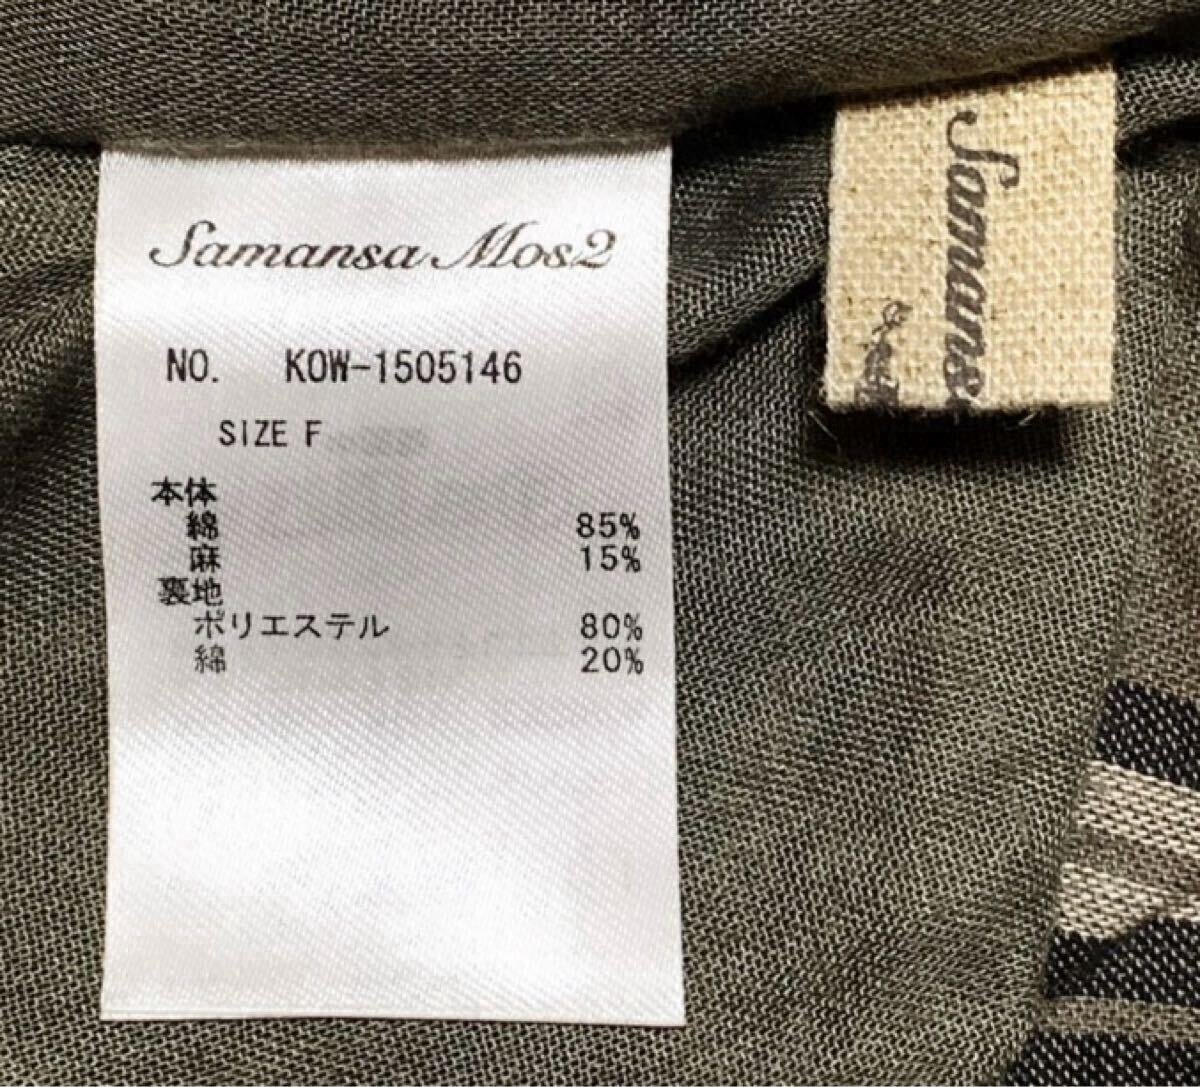 Samansa Mos2
NO. KOW-1505146
SIZE F
本体
綿 85%
麻 15%
裏地
ポリエステル 80%
綿 20%
Samans